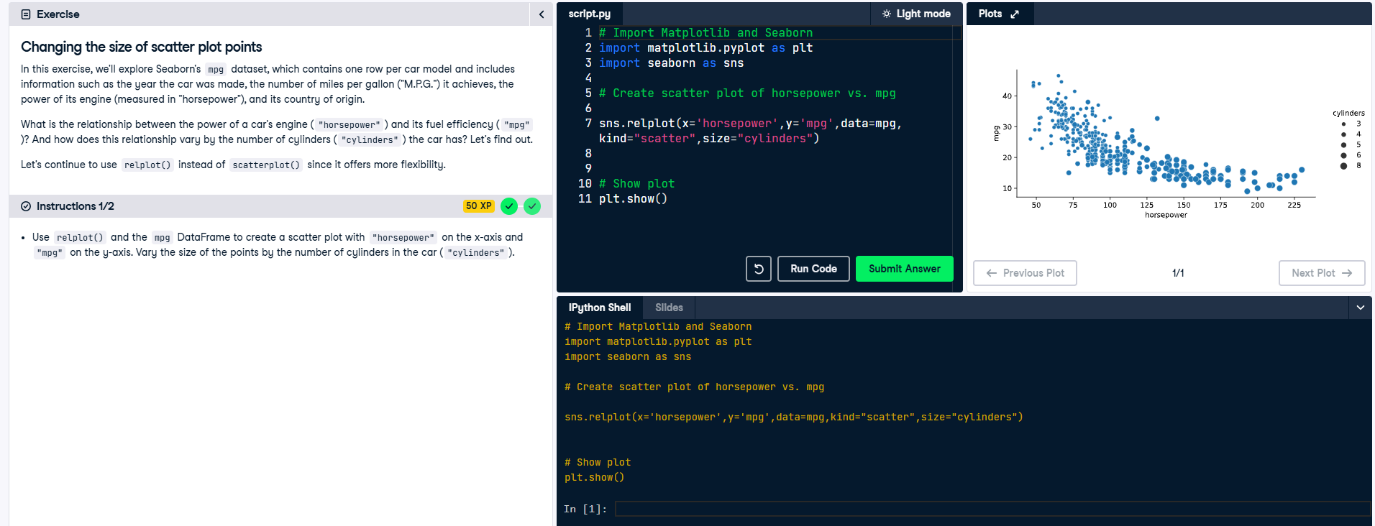 Exercise
Changing the size of scatter plot points
In this exercise, we'll explore Seaborn's mpg dataset, which contains one row per car model and includes
information such as the year the car was made, the number of miles per gallon ("M.P.G.") it achieves, the
power of its engine (measured in "horsepower"), and its country of origin.
What is the relationship between the power of a car's engine ( "horsepower" ) and its fuel efficiency ( "mpg"
)? And how does this relationship vary by the number of cylinders ( "cylinders" ) the car has? Let's find out.
Let's continue to use relplot() instead of scatterplot() since it offers more flexibility.
Instructions 1/2
50 XP
• Use relplot() and the mpg DataFrame to create a scatter plot with "horsepower" on the x-axis and
"mpg" on the y-axis. Vary the size of the points by the number of cylinders in the car ( "cylinders" ).
script.py
Light mode
1 # Import Matplotlib and Seaborn
2 import matplotlib.pyplot as plt
3 import seaborn as sns
4
5 # Create scatter plot of horsepower vs. mpg
6
7 sns.relplot(x='horsepower',y='mpg',data=mpg,
kind="scatter",size="cylinders")
8
9
10 # Show plot
11 plt.show()
Run Code
Submit Answer
Plots
40
30
20
10
mpg
50 75 100 125 150 175 200 225
horsepower
cylinders
3
4
5
6
8
← Previous Plot
1/1
Next Plot →
IPython Shell
Slides
# Import Matplotlib and Seaborn
import matplotlib.pyplot as plt
import seaborn as sns
# Create scatter plot of horsepower vs. mpg
sns.relplot(x='horsepower',y='mpg',data=mpg,kind="scatter",size="cylinders")
# Show plot
plt.show()
In [1]: